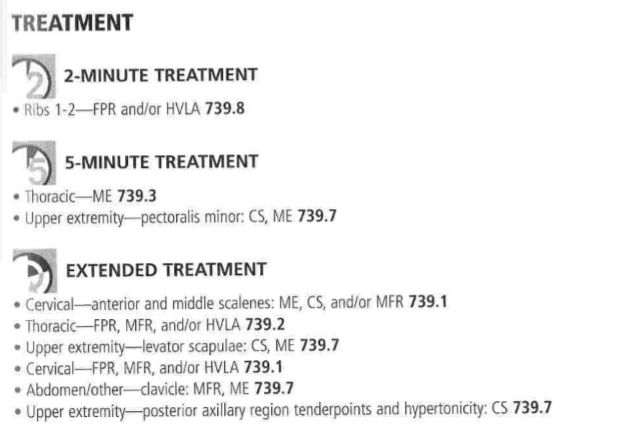 TREATMENT
2
2-MINUTE TREATMENT
• Ribs 1-2—FPR and/or HVLA 739.8
5
5-MINUTE TREATMENT
• Thoracic—ME 739.3
• Upper extremity—pectoralis minor: CS, ME 739.7
EXTENDED TREATMENT
• Cervical—anterior and middle scalenes: ME, CS, and/or MFR 739.1
• Thoracic—FPR, MFR, and/or HVLA 739.2
• Upper extremity—levator scapulae: CS, ME 739.7
• Cervical—FPR, MFR, and/or HVLA 739.1
• Abdomen/other—clavicle: MFR, ME 739.7
• Upper extremity—posterior axillary region tenderpoints and hypertonicity: CS 739.7